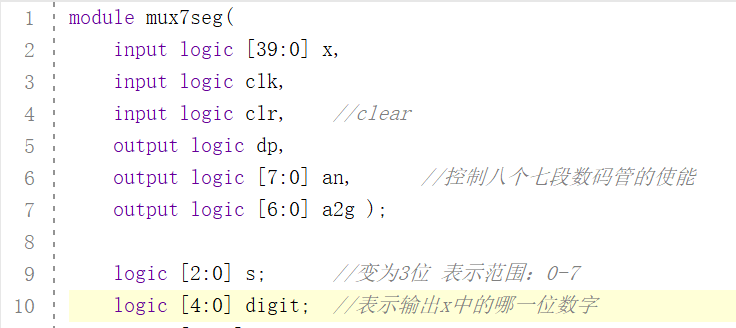 1 module mux7seg(
2 input logic [39:0] x,
3 input logic clk,
4 input logic clr, //clear
5 output logic dp,
6 output logic [7:0] an, //控制八个七段数码管的使能
7 output logic [6:0] a2g );
8
9 logic [2:0] s; //变为3位 表示范围：0-7
10 logic [4:0] digit; //表示输出x中的哪一位数字